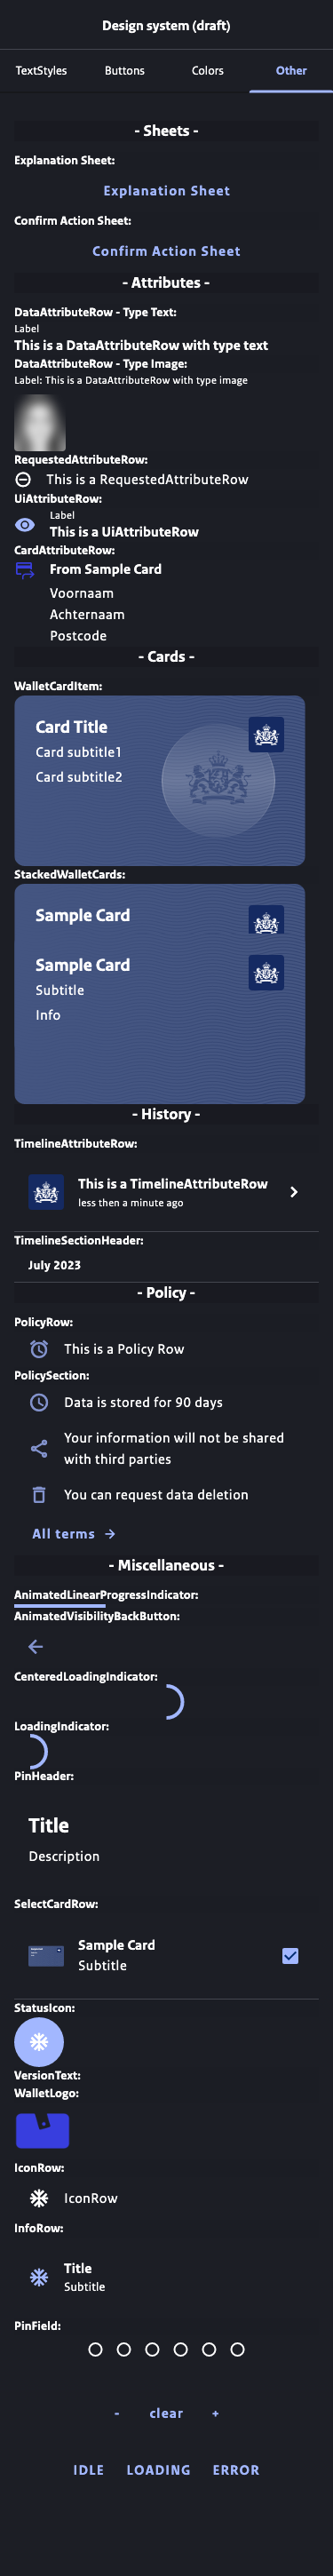 Design system (draft)
TextStyles Buttons Colors Other
- Sheets -
Explanation Sheet:
Explanation Sheet
Confirm Action Sheet:
Confirm Action Sheet
- Attributes -
DataAttributeRow - Type Text:
Label
This is a DataAttributeRow with type text
DataAttributeRow - Type Image:
Label: This is a DataAttributeRow with type image
RequestedAttributeRow:
This is a RequestedAttributeRow
UiAttributeRow:
Label
This is a UiAttributeRow
CardAttributeRow:
From Sample Card
Voornaam
Achternaam
Postcode
- Cards -
WalletCardItem:
Card Title
Card subtitle1
Card subtitle2
StackedWalletCards:
Sample Card
Sample Card
Subtitle
Info
- History -
TimelineAttributeRow:
This is a TimelineAttributeRow
less then a minute ago
TimelineSectionHeader:
July 2023
- Policy -
PolicyRow:
This is a Policy Row
PolicySection:
Data is stored for 90 days
Your information will not be shared
with third parties
You can request data deletion
All terms
- Miscellaneous -
AnimatedLinearProgressIndicator:
AnimatedVisibilityBackButton:
CenteredLoadingIndicator:
LoadingIndicator:
PinHeader:
Title
Description
SelectCardRow:
Sample Card
Subtitle
StatusIcon:
VersionText:
WalletLogo:
IconRow:
IconRow
InfoRow:
Title
Subtitle
PinField:
- clear +
IDLE LOADING ERROR